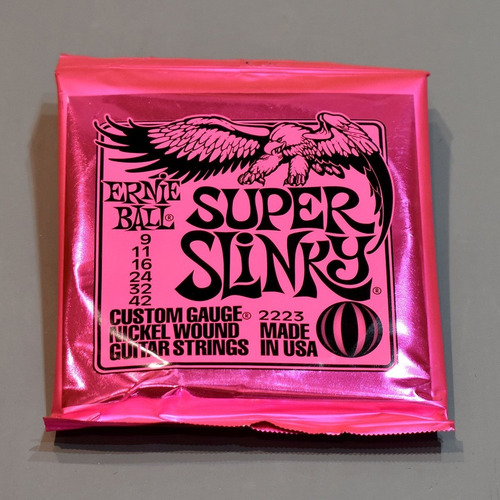 ERNIE
BALL®
SUPER
SLINKY®
9
11
16
24
32
42
CUSTOM GAUGE® 2223
NICKEL WOUND MADE
GUITAR STRINGS IN USA